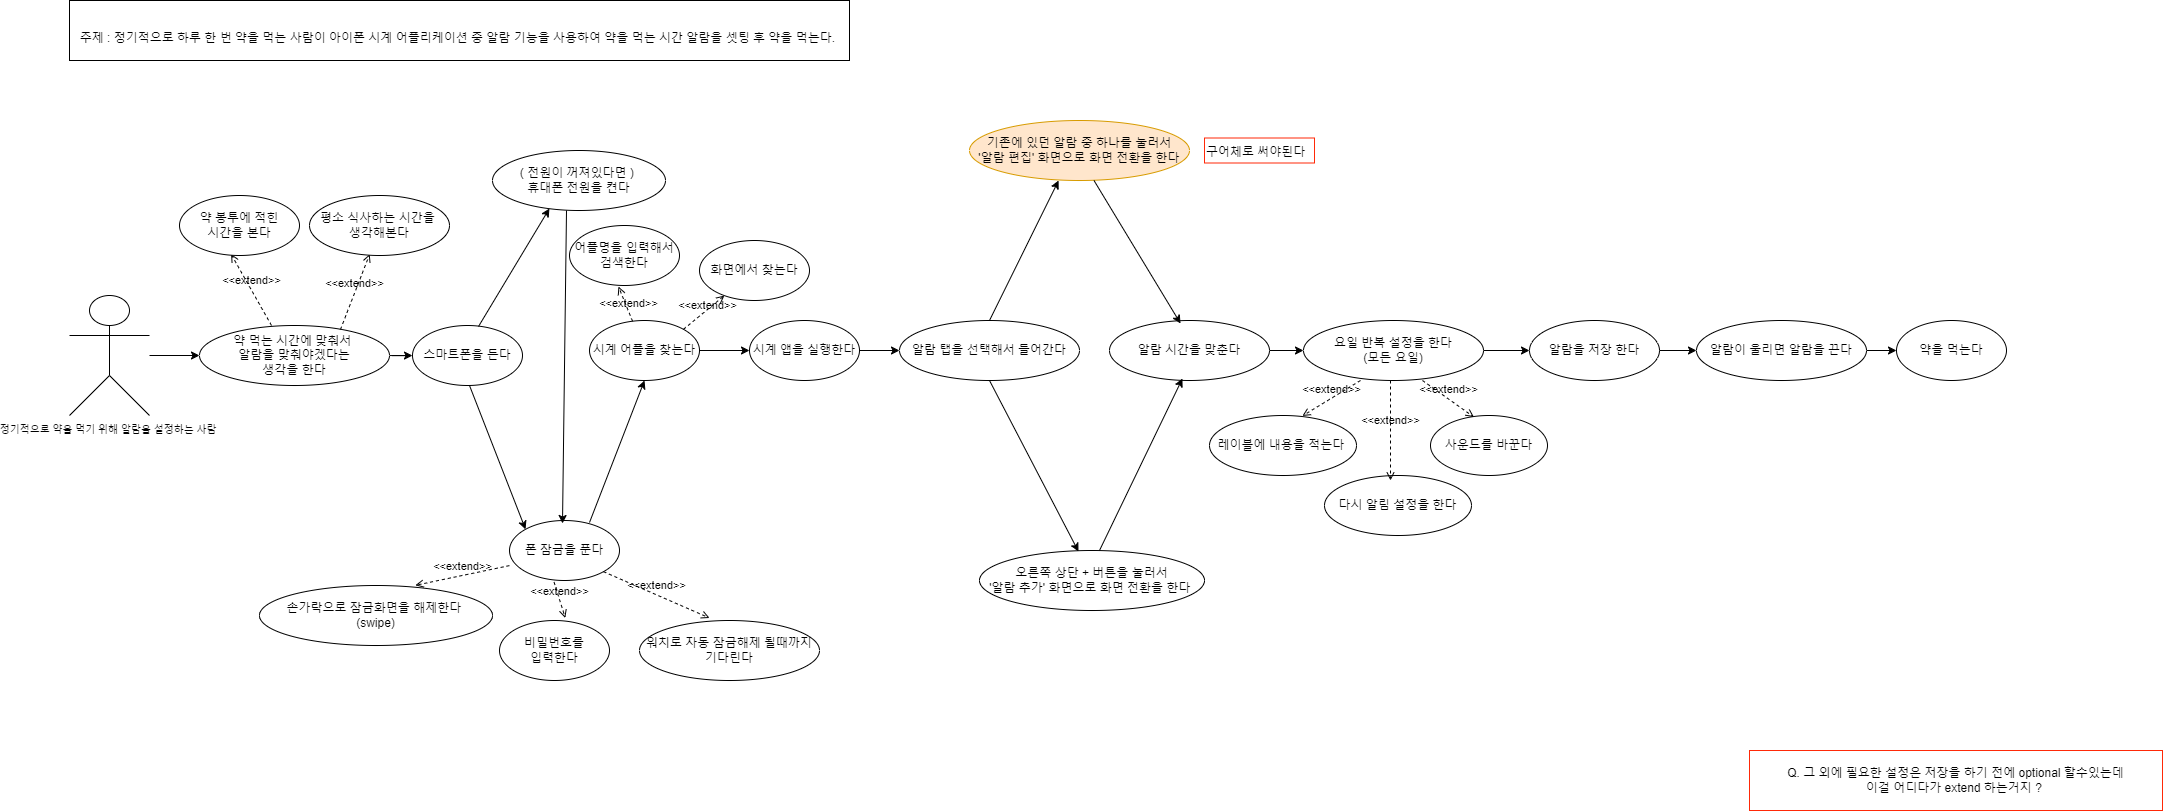 주제 : 정기적으로 하루 한 번 약을 먹는 사람이 아이폰 시계 어플리케이션 중 알람 기능을 사용하여 약을 먹는 시간 알람을 셋팅 후 약을 먹는다.
기존에 있던 알람 중 하나를 눌러서
'알람 편집' 화면으로 화면 전환을 한다
구어체로 써야된다
( 전원이 꺼져있다면 )
휴대폰 전원을 켠다
약 봉투에 적힌
시간을 본다
평소 식사하는 시간을
생각해본다
어플명을 입력해서
검색한다
화면에서 찾는다
<<extend>>
<<extend>>
<<extend>>
<<extend>>
약 먹는 시간에 맞춰서
알람을 맞춰야겠다는
생각을 한다
스마트폰을 든다
시계 어플을 찾는다
시계 앱을 실행한다
알람 탭을 선택해서 들어간다
알람 시간을 맞춘다
요일 반복 설정을 한다
(모든 요일)
알람을 저장 한다
알람이 울리면 알람을 끈다
약을 먹는다
정기적으로 약을 먹기 위해 알람을 설정하는 사람
<<extend>>
<<extend>>
<<extend>>
레이블에 내용을 적는다
사운드를 바꾼다
다시 알림 설정을 한다
폰 잠금을 푼다
<<extend>>
<<extend>>
<<extend>>
오른쪽 상단 + 버튼을 눌러서
'알람 추가' 화면으로 화면 전환을 한다
손가락으로 잠금화면을 해제한다
(swipe)
비밀번호를
입력한다
워치로 자동 잠금해제 될때까지
기다린다
Q. 그 외에 필요한 설정은 저장을 하기 전에 optional 할수있는데
이걸 어디다가 extend 하는거지 ?